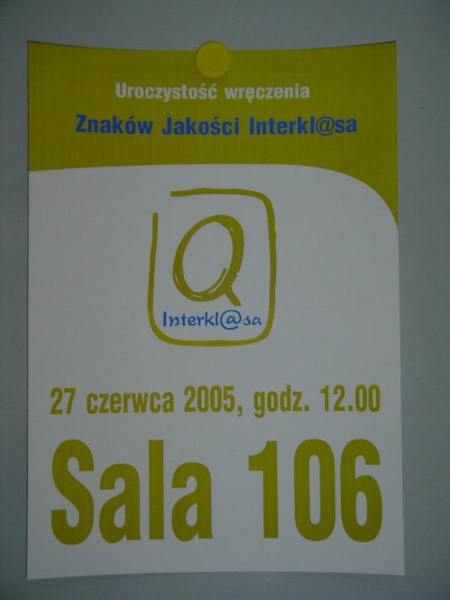 Uroczystość wręczenia
Znaków Jakości Interkl@sa
Q
Interkl@sa
27 czerwca 2005, godz. 12.00
Sala 106